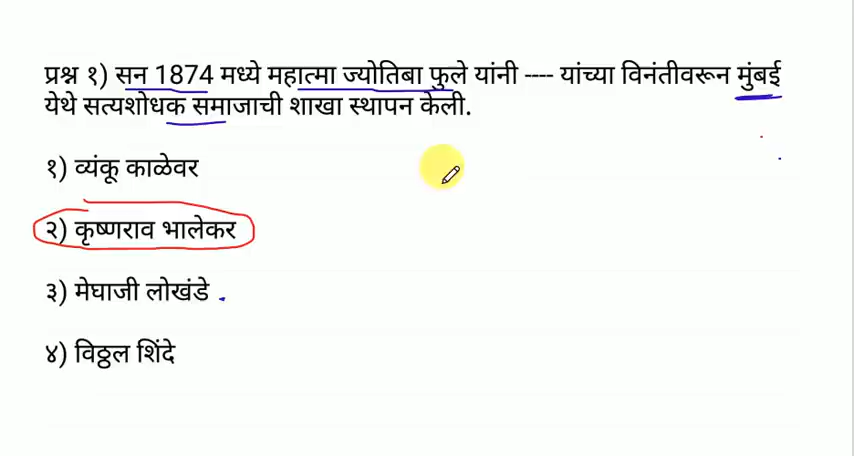 प्रश्न १) सन 1874 मध्ये महात्मा ज्योतिबा फुले यांनी ---- यांच्या विनंतीवरून मुंबई
येथे सत्यशोधक समाजाची शाखा स्थापन केली.
१) व्यंकू काळेवर
२) कृष्णराव भालेकर
३) मेघाजी लोखंडे
४) विठ्ठल शिंदे